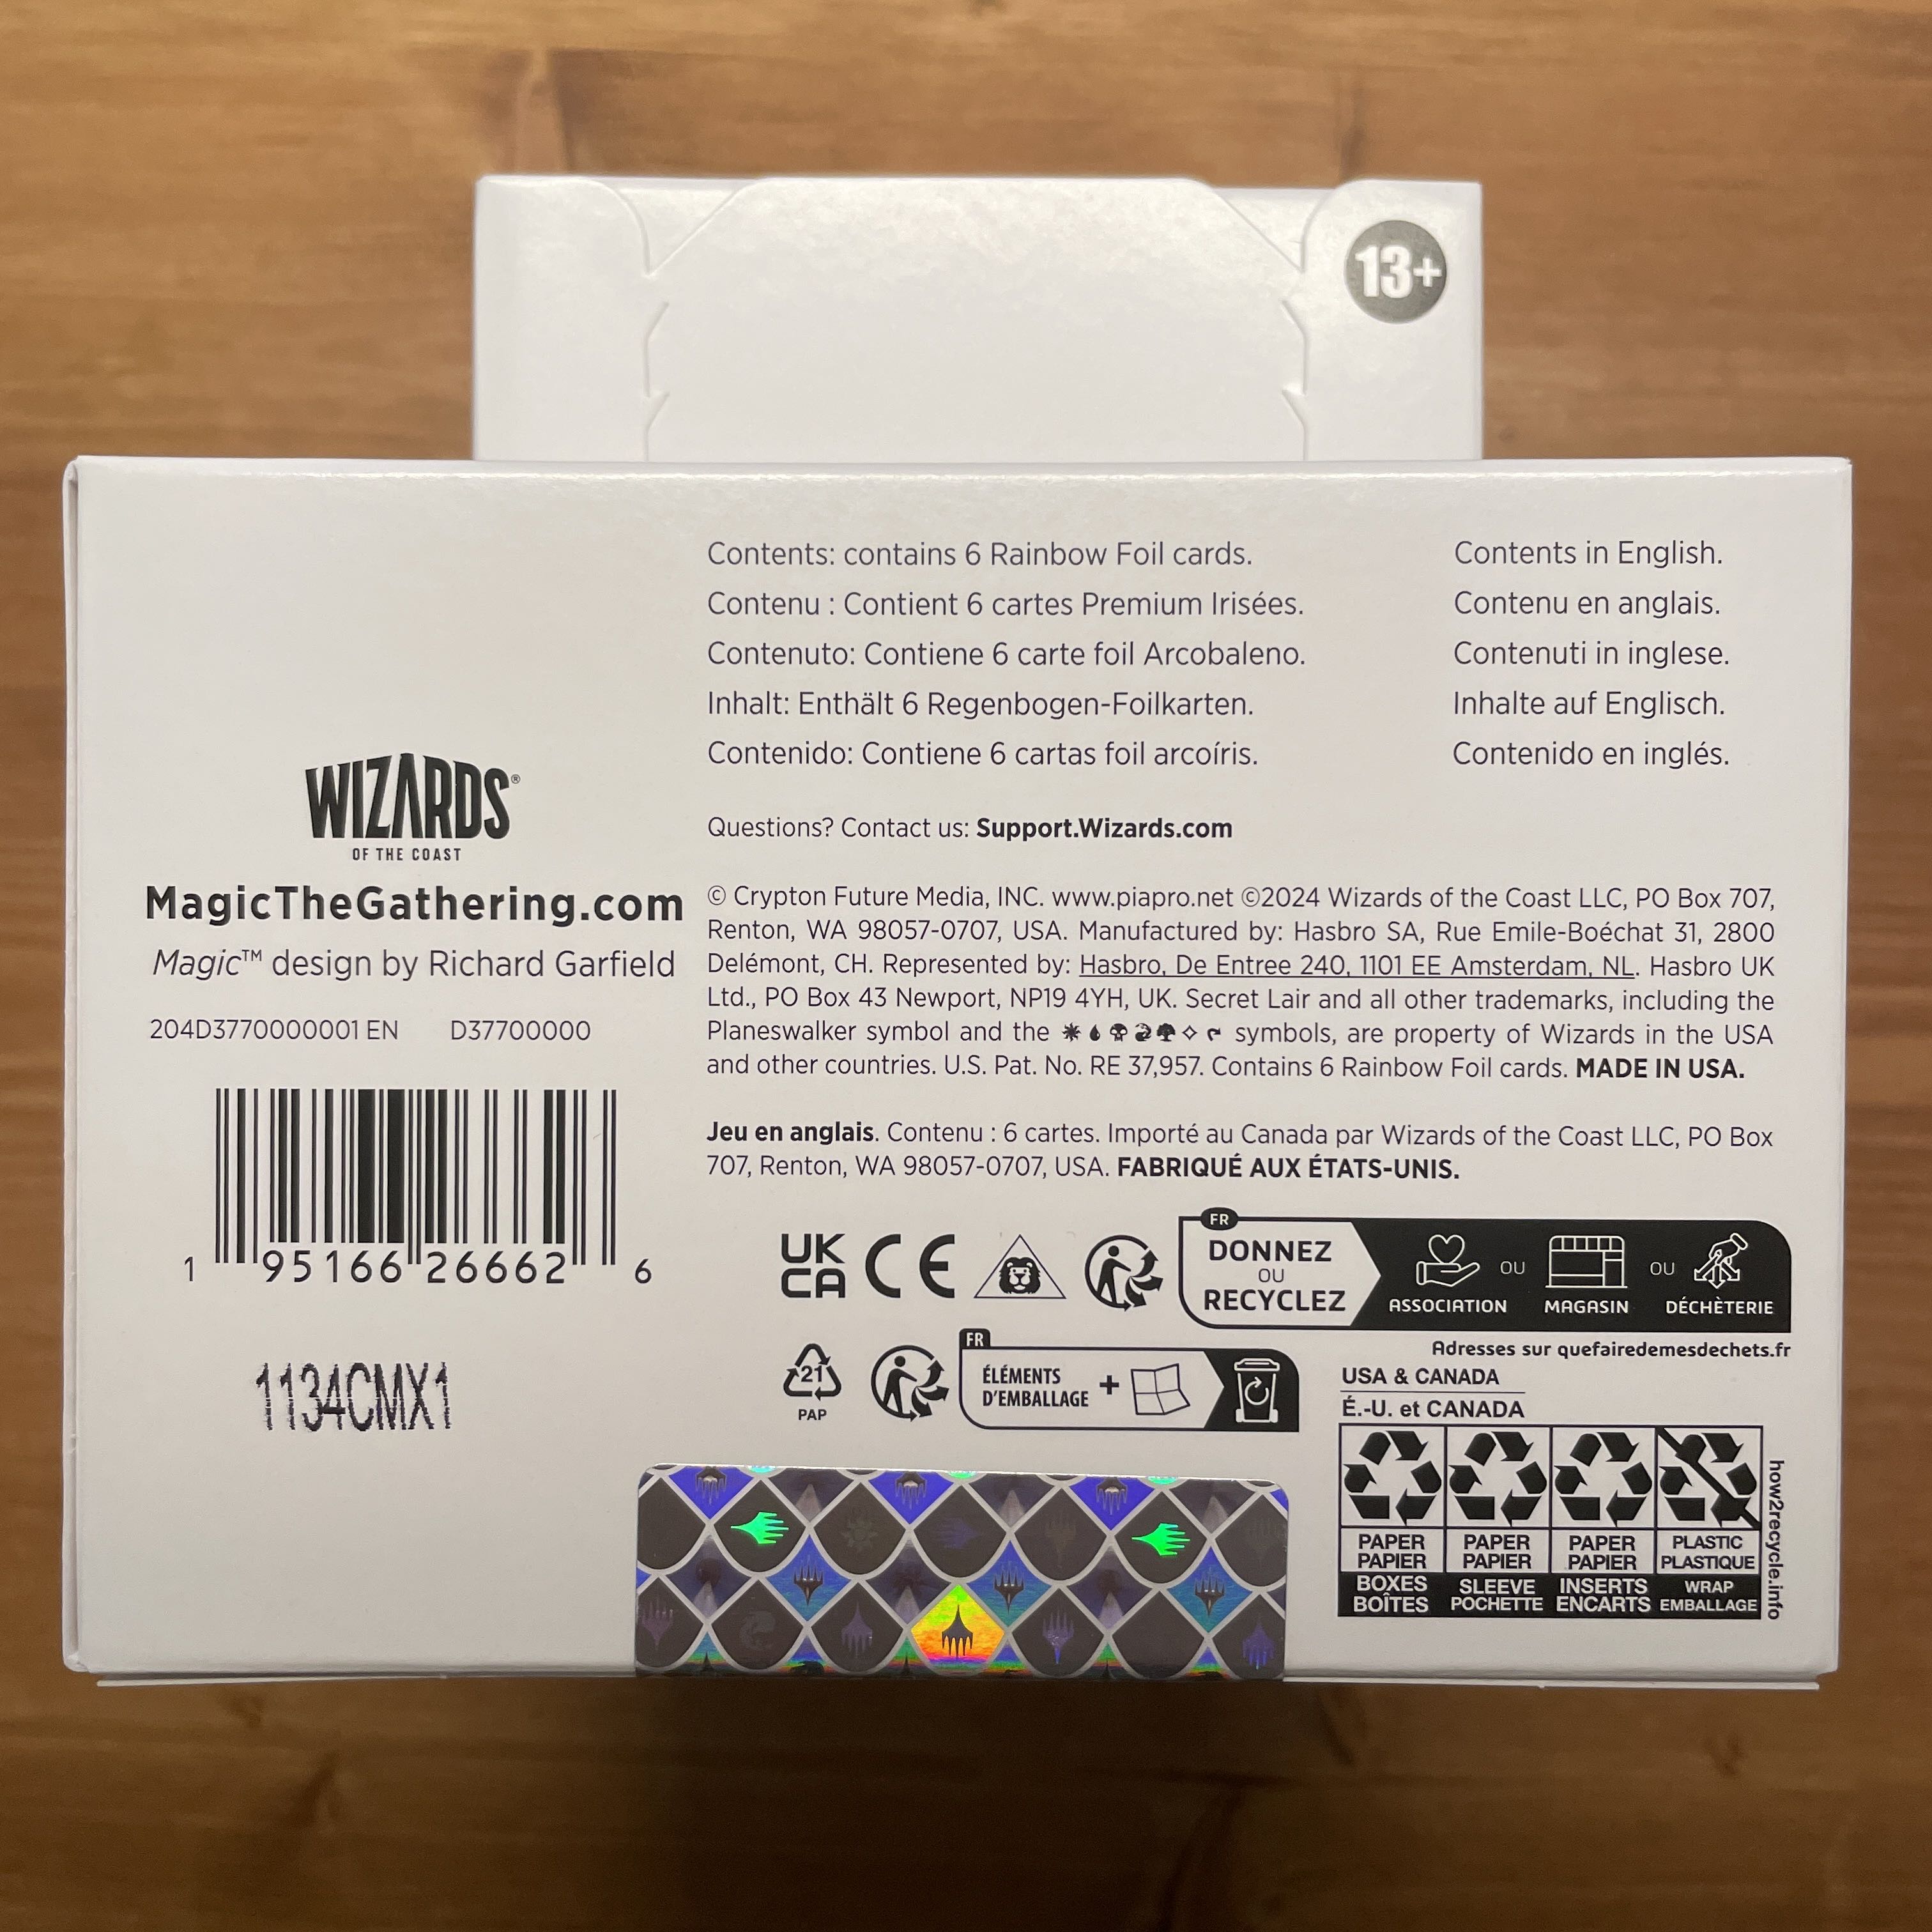 13+
Contents: contains 6 Rainbow Foil cards.
Contenu : Contient 6 cartes Premium Irisées.
Contenuto: Contiene 6 carte foil Arcobaleno.
Inhalt: Enthält 6 Regenbogen-Foilkarten.
Contenido: Contiene 6 cartas foil arcoíris.
Contents in English.
Contenu en anglais.
Contenuti in inglese.
Inhalte auf Englisch.
Contenido en inglés.
WIZARDS®
OF THE COAST
MagicTheGathering.com
Magic™ design by Richard Garfield
204D3770000001 EN D37700000
1 95166 26662 6
1134CMX1
Questions? Contact us: Support.Wizards.com
© Crypton Future Media, INC. www.piapro.net ©2024 Wizards of the Coast LLC, PO Box 707,
Renton, WA 98057-0707, USA. Manufactured by: Hasbro SA, Rue Emile-Boéchat 31, 2800
Delémont, CH. Represented by: Hasbro, De Entree 240, 1101 EE Amsterdam, NL. Hasbro UK
Ltd., PO Box 43 Newport, NP19 4YH, UK. Secret Lair and all other trademarks, including the
Planeswalker symbol and the symbols, are property of Wizards in the USA
and other countries. U.S. Pat. No. RE 37,957. Contains 6 Rainbow Foil cards. MADE IN USA.
Jeu en anglais. Contenu : 6 cartes. Importé au Canada par Wizards of the Coast LLC, PO Box
707, Renton, WA 98057-0707, USA. FABRIQUÉ AUX ÉTATS-UNIS.
UK
CA
CE
FR
DONNEZ
OU
RECYCLEZ
ASSOCIATION
OU
MAGASIN
OU
DÉCHÈTERIE
Adresses sur quefairedemesdechets.fr
21
PAP
FR
ÉLÉMENTS
D'EMBALLAGE
+
USA & CANADA
É.-U. et CANADA
PAPER
PAPIER
BOXES
BOÎTES
PAPER
PAPIER
SLEEVE
POCHETTE
PAPER
PAPIER
INSERTS
ENCARTS
PLASTIC
PLASTIQUE
WRAP
EMBALLAGE
how2recycle.info